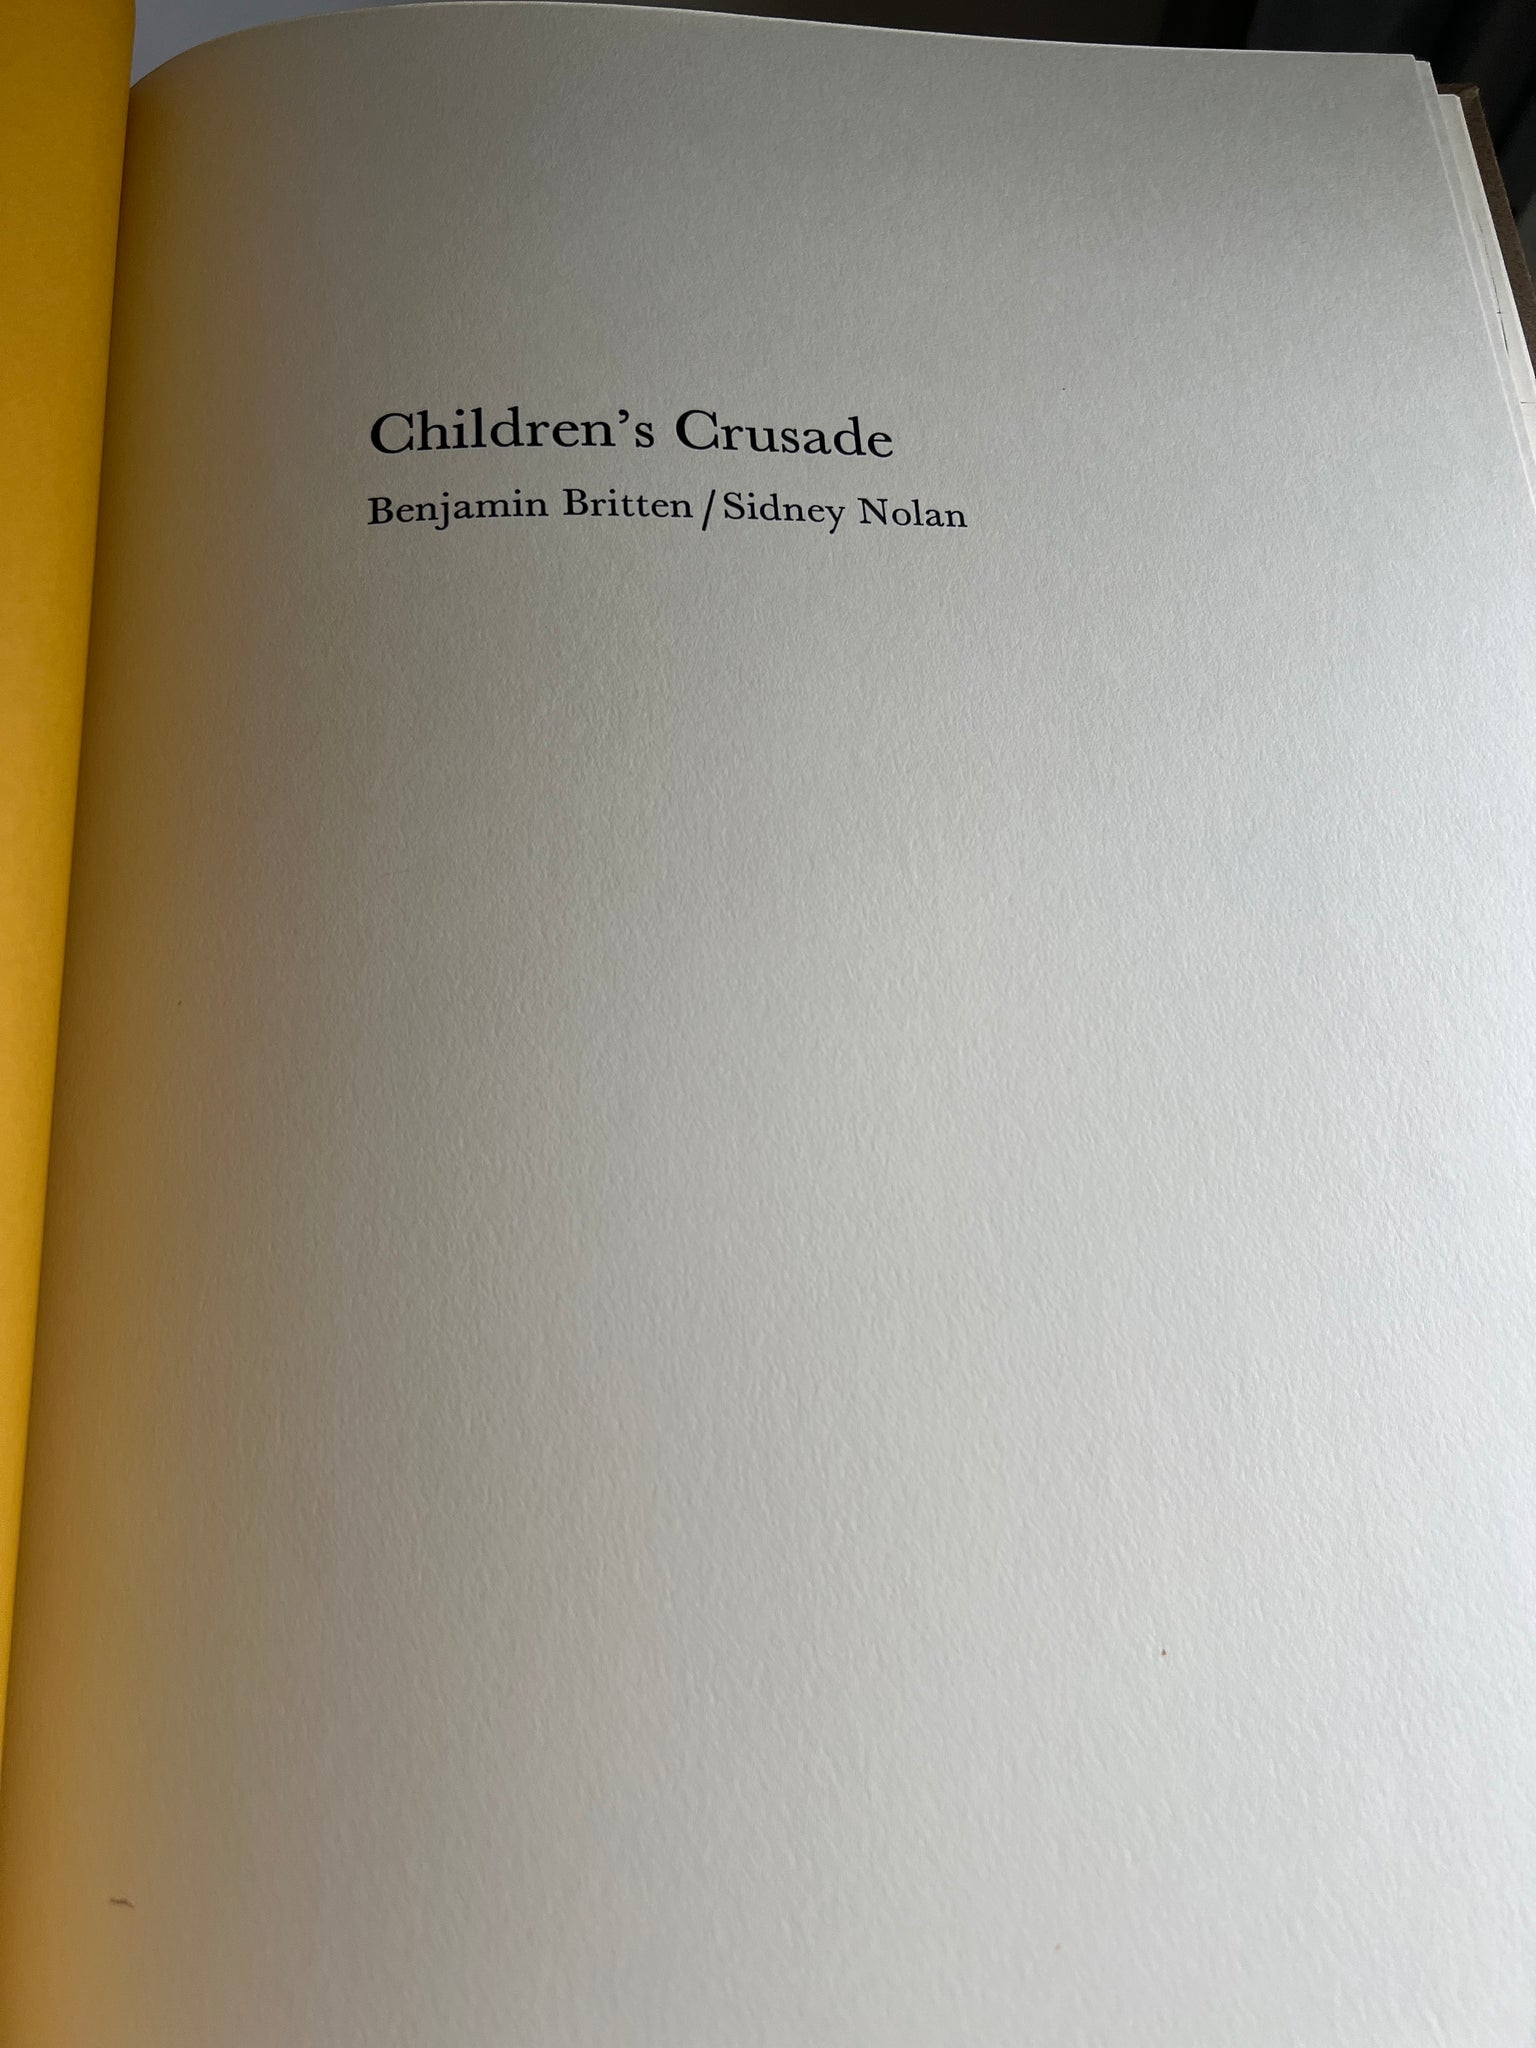 Children’s Crusade
Benjamin Britten / Sidney Nolan